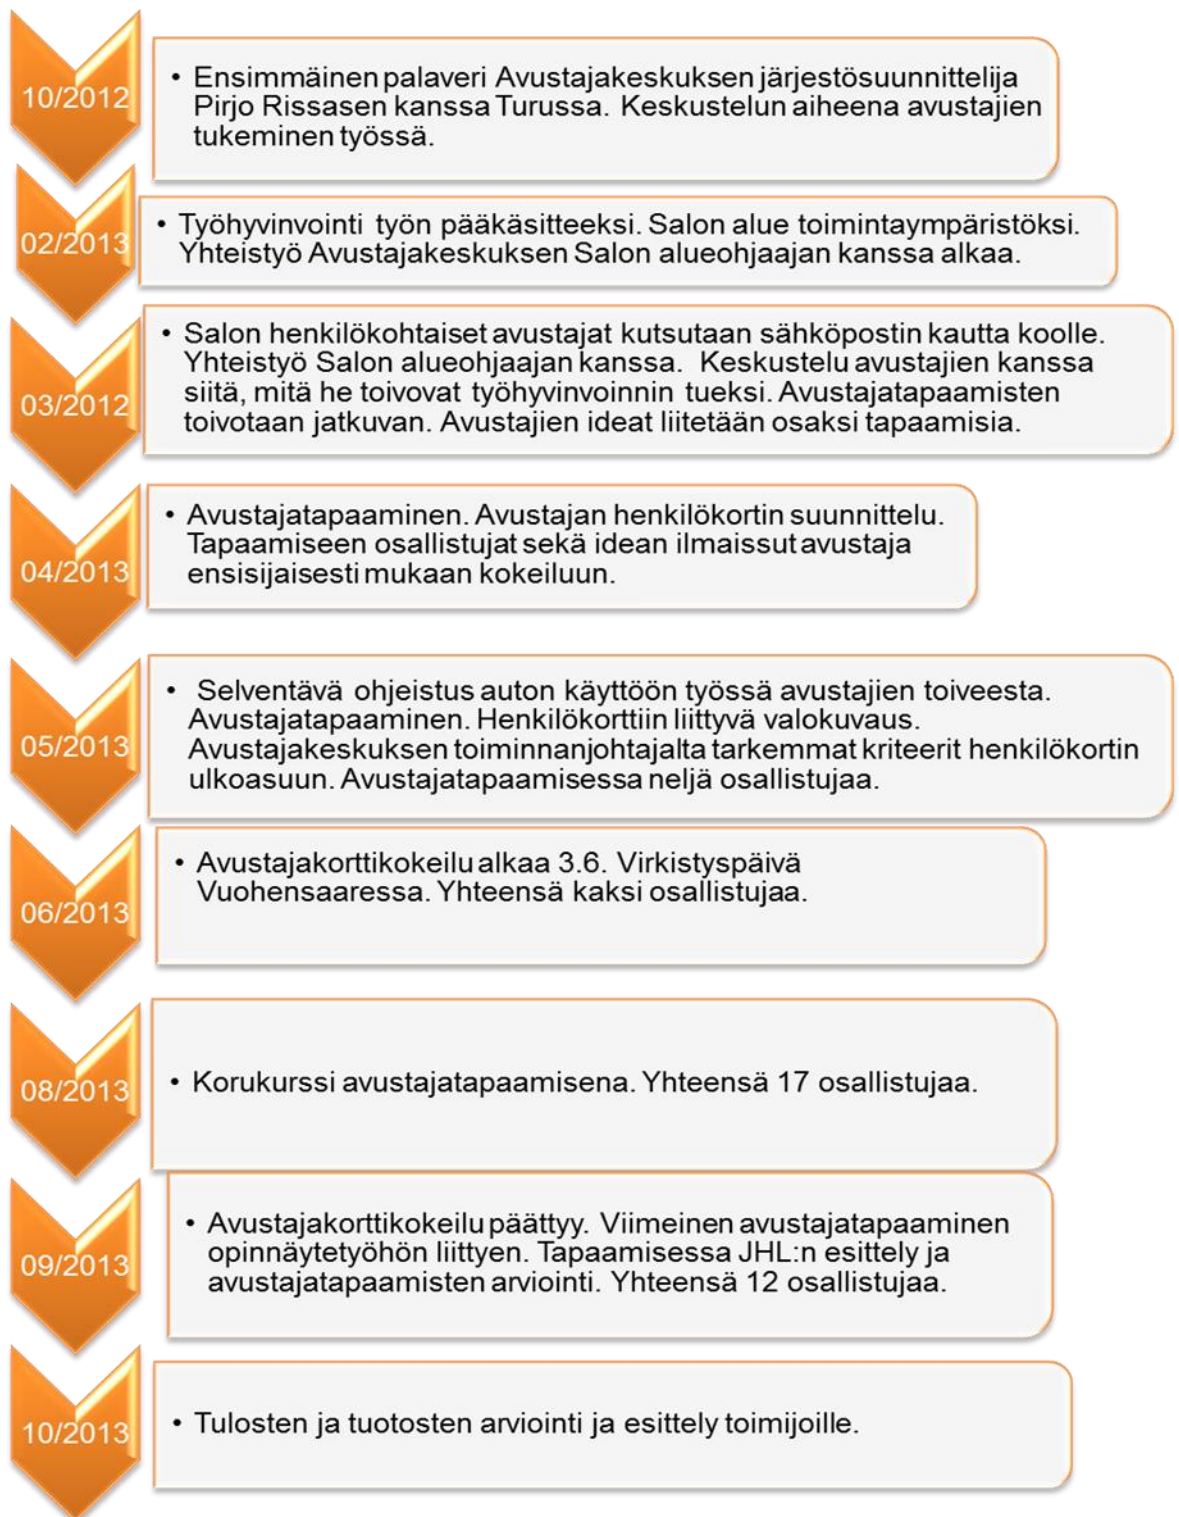 10/2012
• Ensimmäinen palaveri Avustajakeskuksen järjestösuunnittelija
Pirjo Rissasen kanssa Turussa. Keskustelun aiheena avustajien
tukeminen työssä.
02/2013
• Työhyvinvointi työn pääkäsitteeksi. Salon alue toimintaympäristöksi.
Yhteistyö Avustajakeskuksen Salon alueohjaajan kanssa alkaa.
03/2012
• Salon henkilökohtaiset avustajat kutsutaan sähköpostin kautta koolle.
Yhteistyö Salon alueohjaajan kanssa. Keskustelu avustajien kanssa
siitä, mitä he toivovat työhyvinvoinnin tueksi. Avustajatapaamisten
toivotaan jatkuvan. Avustajien ideat liitetään osaksi tapaamisia.
04/2013
• Avustajatapaaminen. Avustajan henkilökortin suunnittelu.
Tapaamiseen osallistujat sekä idean ilmaissut avustaja
ensisijaisesti mukaan kokeiluun.
05/2013
• Selventävä ohjeistus auton käyttöön työssä avustajien toiveesta.
Avustajatapaaminen. Henkilökorttiin liittyvä valokuvaus.
Avustajakeskuksen toiminnanjohtajalta tarkemmat kriteerit henkilökortin
ulkoasuun. Avustajatapaamisessa neljä osallistujaa.
06/2013
• Avustajakorttikokeilu alkaa 3.6. Virkistyspäivä
Vuohensaaressa. Yhteensä kaksi osallistujaa.
08/2013
• Korukurssi avustajatapaamisena. Yhteensä 17 osallistujaa.
09/2013
• Avustajakorttikokeilu päättyy. Viimeinen avustajatapaaminen
opinnäytetyöhön liittyen. Tapaamisessa JHL:n esittely ja
avustajatapaamisten arviointi. Yhteensä 12 osallistujaa.
10/2013
• Tulosten ja tuotosten arviointi ja esittely toimijoille.